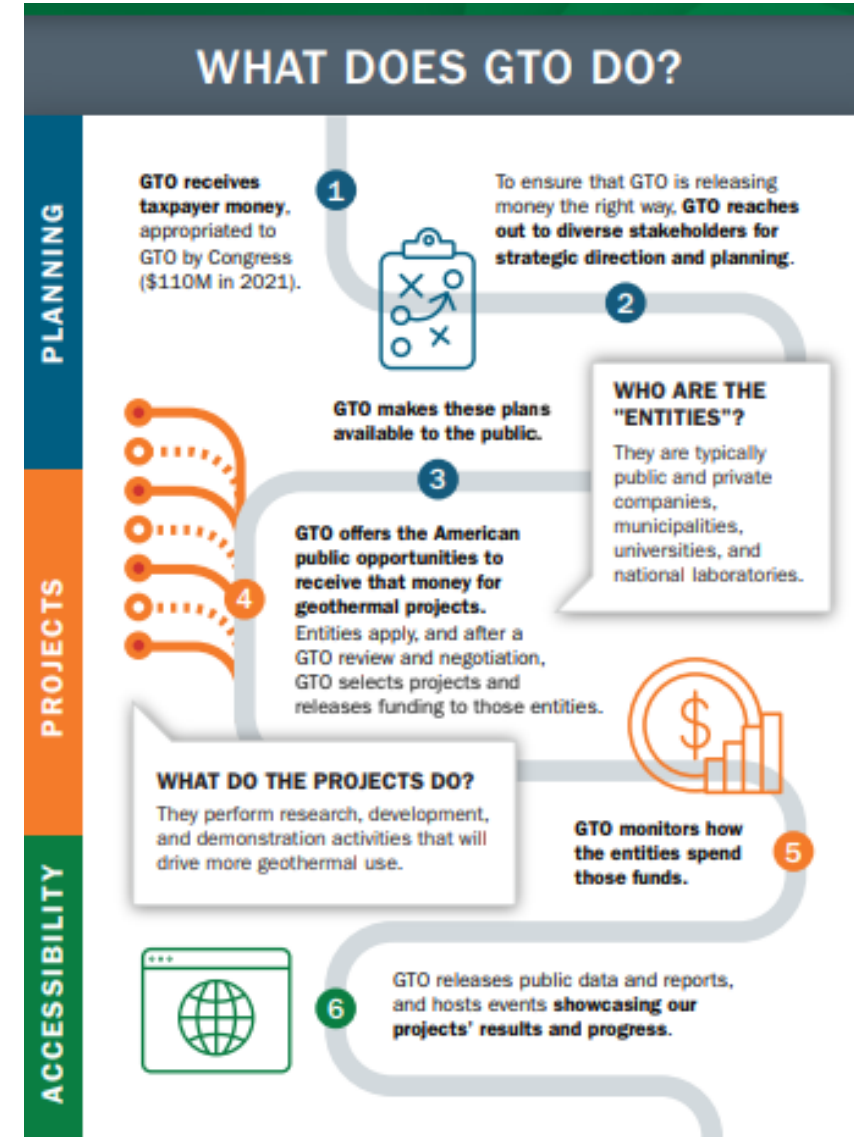 WHAT DOES GTO DO?
PLANNING
GTO receives
taxpayer money,
appropriated to
GTO by Congress
($110M in 2021).
1
To ensure that GTO is releasing
money the right way, GTO reaches
out to diverse stakeholders for
strategic direction and planning.
2
GTO makes these plans
available to the public.
3
WHO ARE THE
"ENTITIES"?
They are typically
public and private
companies,
municipalities,
universities, and
national laboratories.
PROJECTS
4
GTO offers the American
public opportunities to
receive that money for
geothermal projects.
Entities apply, and after a
GTO review and negotiation,
GTO selects projects and
releases funding to those entities.
$
WHAT DO THE PROJECTS DO?
They perform research, development,
and demonstration activities that will
drive more geothermal use.
GTO monitors how
the entities spend
those funds.
5
ACCESSIBILITY
6
GTO releases public data and reports,
and hosts events showcasing our
projects' results and progress.